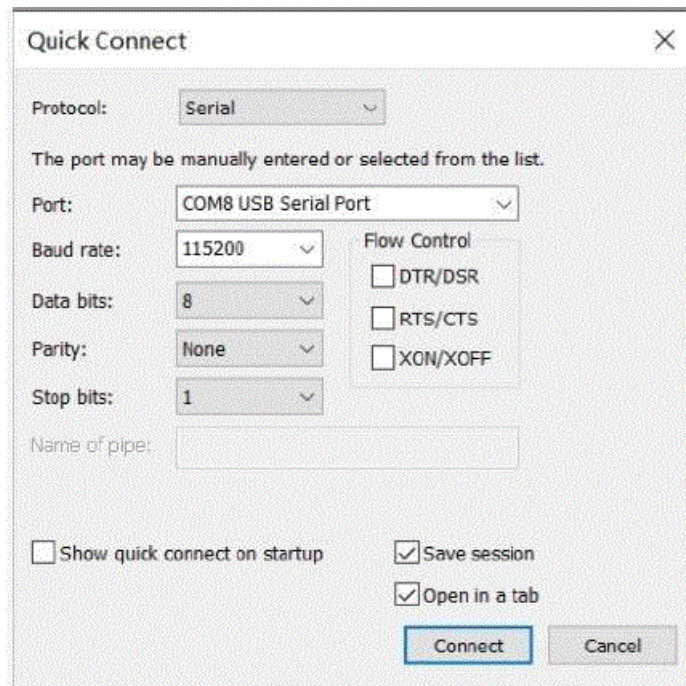 Quick Connect
Protocol: Serial
The port may be manually entered or selected from the list.
Port: COM8 USB Serial Port
Baud rate: 115200 Flow Control
DTR/DSR
Data bits: 8
RTS/CTS
Parity: None
XON/XOFF
Stop bits: 1
Name of pipe:
Show quick connect on startup Save session
Open in a tab
Connect Cancel